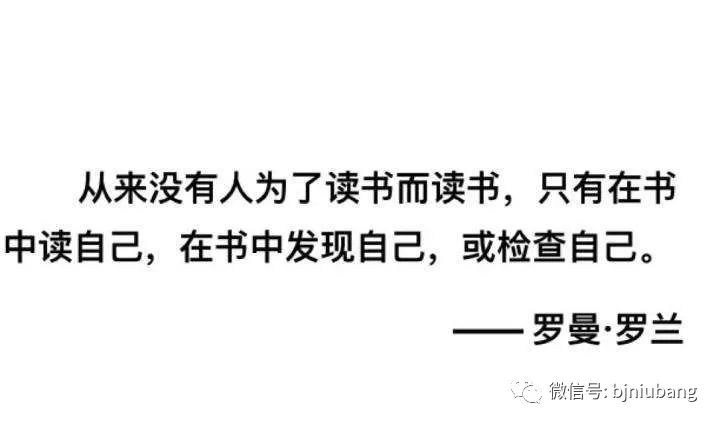 从来没有人为了读书而读书，只有在书
中读自己，在书中发现自己，或检查自己。
—— 罗曼·罗兰
微信号: bjniubang